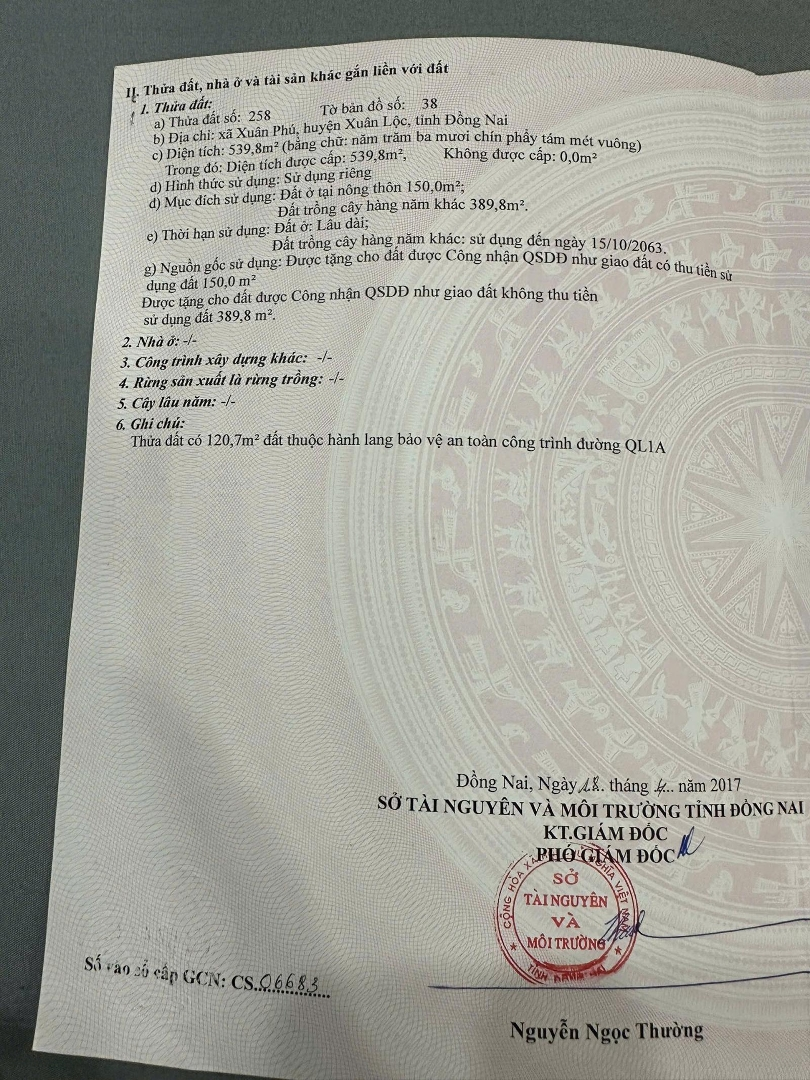 II. Thửa đất, nhà ở và tài sản khác gắn liền với đất
1. Thửa đất:
a) Thửa đất số: 258 Tờ bản đồ số: 38
b) Địa chỉ: xã Xuân Phú, huyện Xuân Lộc, tỉnh Đồng Nai
c) Diện tích: 539,8m² (bằng chữ: năm trăm ba mươi chín phẩy tám mét vuông)
Trong đó: Diện tích được cấp: 539,8m², Không được cấp: 0,0m²
d) Hình thức sử dụng: Sử dụng riêng
đ) Mục đích sử dụng: Đất ở tại nông thôn 150,0m²;
Đất trồng cây hàng năm khác 389,8m².
e) Thời hạn sử dụng: Đất ở: Lâu dài;
Đất trồng cây hàng năm khác: sử dụng đến ngày 15/10/2063.
g) Nguồn gốc sử dụng: Được tặng cho đất được Công nhận QSDĐ như giao đất có thu tiền sử
dụng đất 150,0 m²
Được tặng cho đất được Công nhận QSDĐ như giao đất không thu tiền
sử dụng đất 389,8 m².
2. Nhà ở: -/-
3. Công trình xây dựng khác: -/-
4. Rừng sản xuất là rừng trồng: -/-
5. Cây lâu năm: -/-
6. Ghi chú:
Thửa đất có 120,7m² đất thuộc hành lang bảo vệ an toàn công trình đường QL1A
Đồng Nai, Ngày 18. tháng 4.. năm 2017
SỞ TÀI NGUYÊN VÀ MÔI TRƯỜNG TỈNH ĐỒNG NAI
KT.GIÁM ĐỐC
PHÓ GIÁM ĐỐC
SỞ
TÀI NGUYÊN
VÀ
MÔI TRƯỜNG
TỈNH ĐỒNG NAI
Số vào sổ cấp GCN: CS.06683
Nguyễn Ngọc Thường